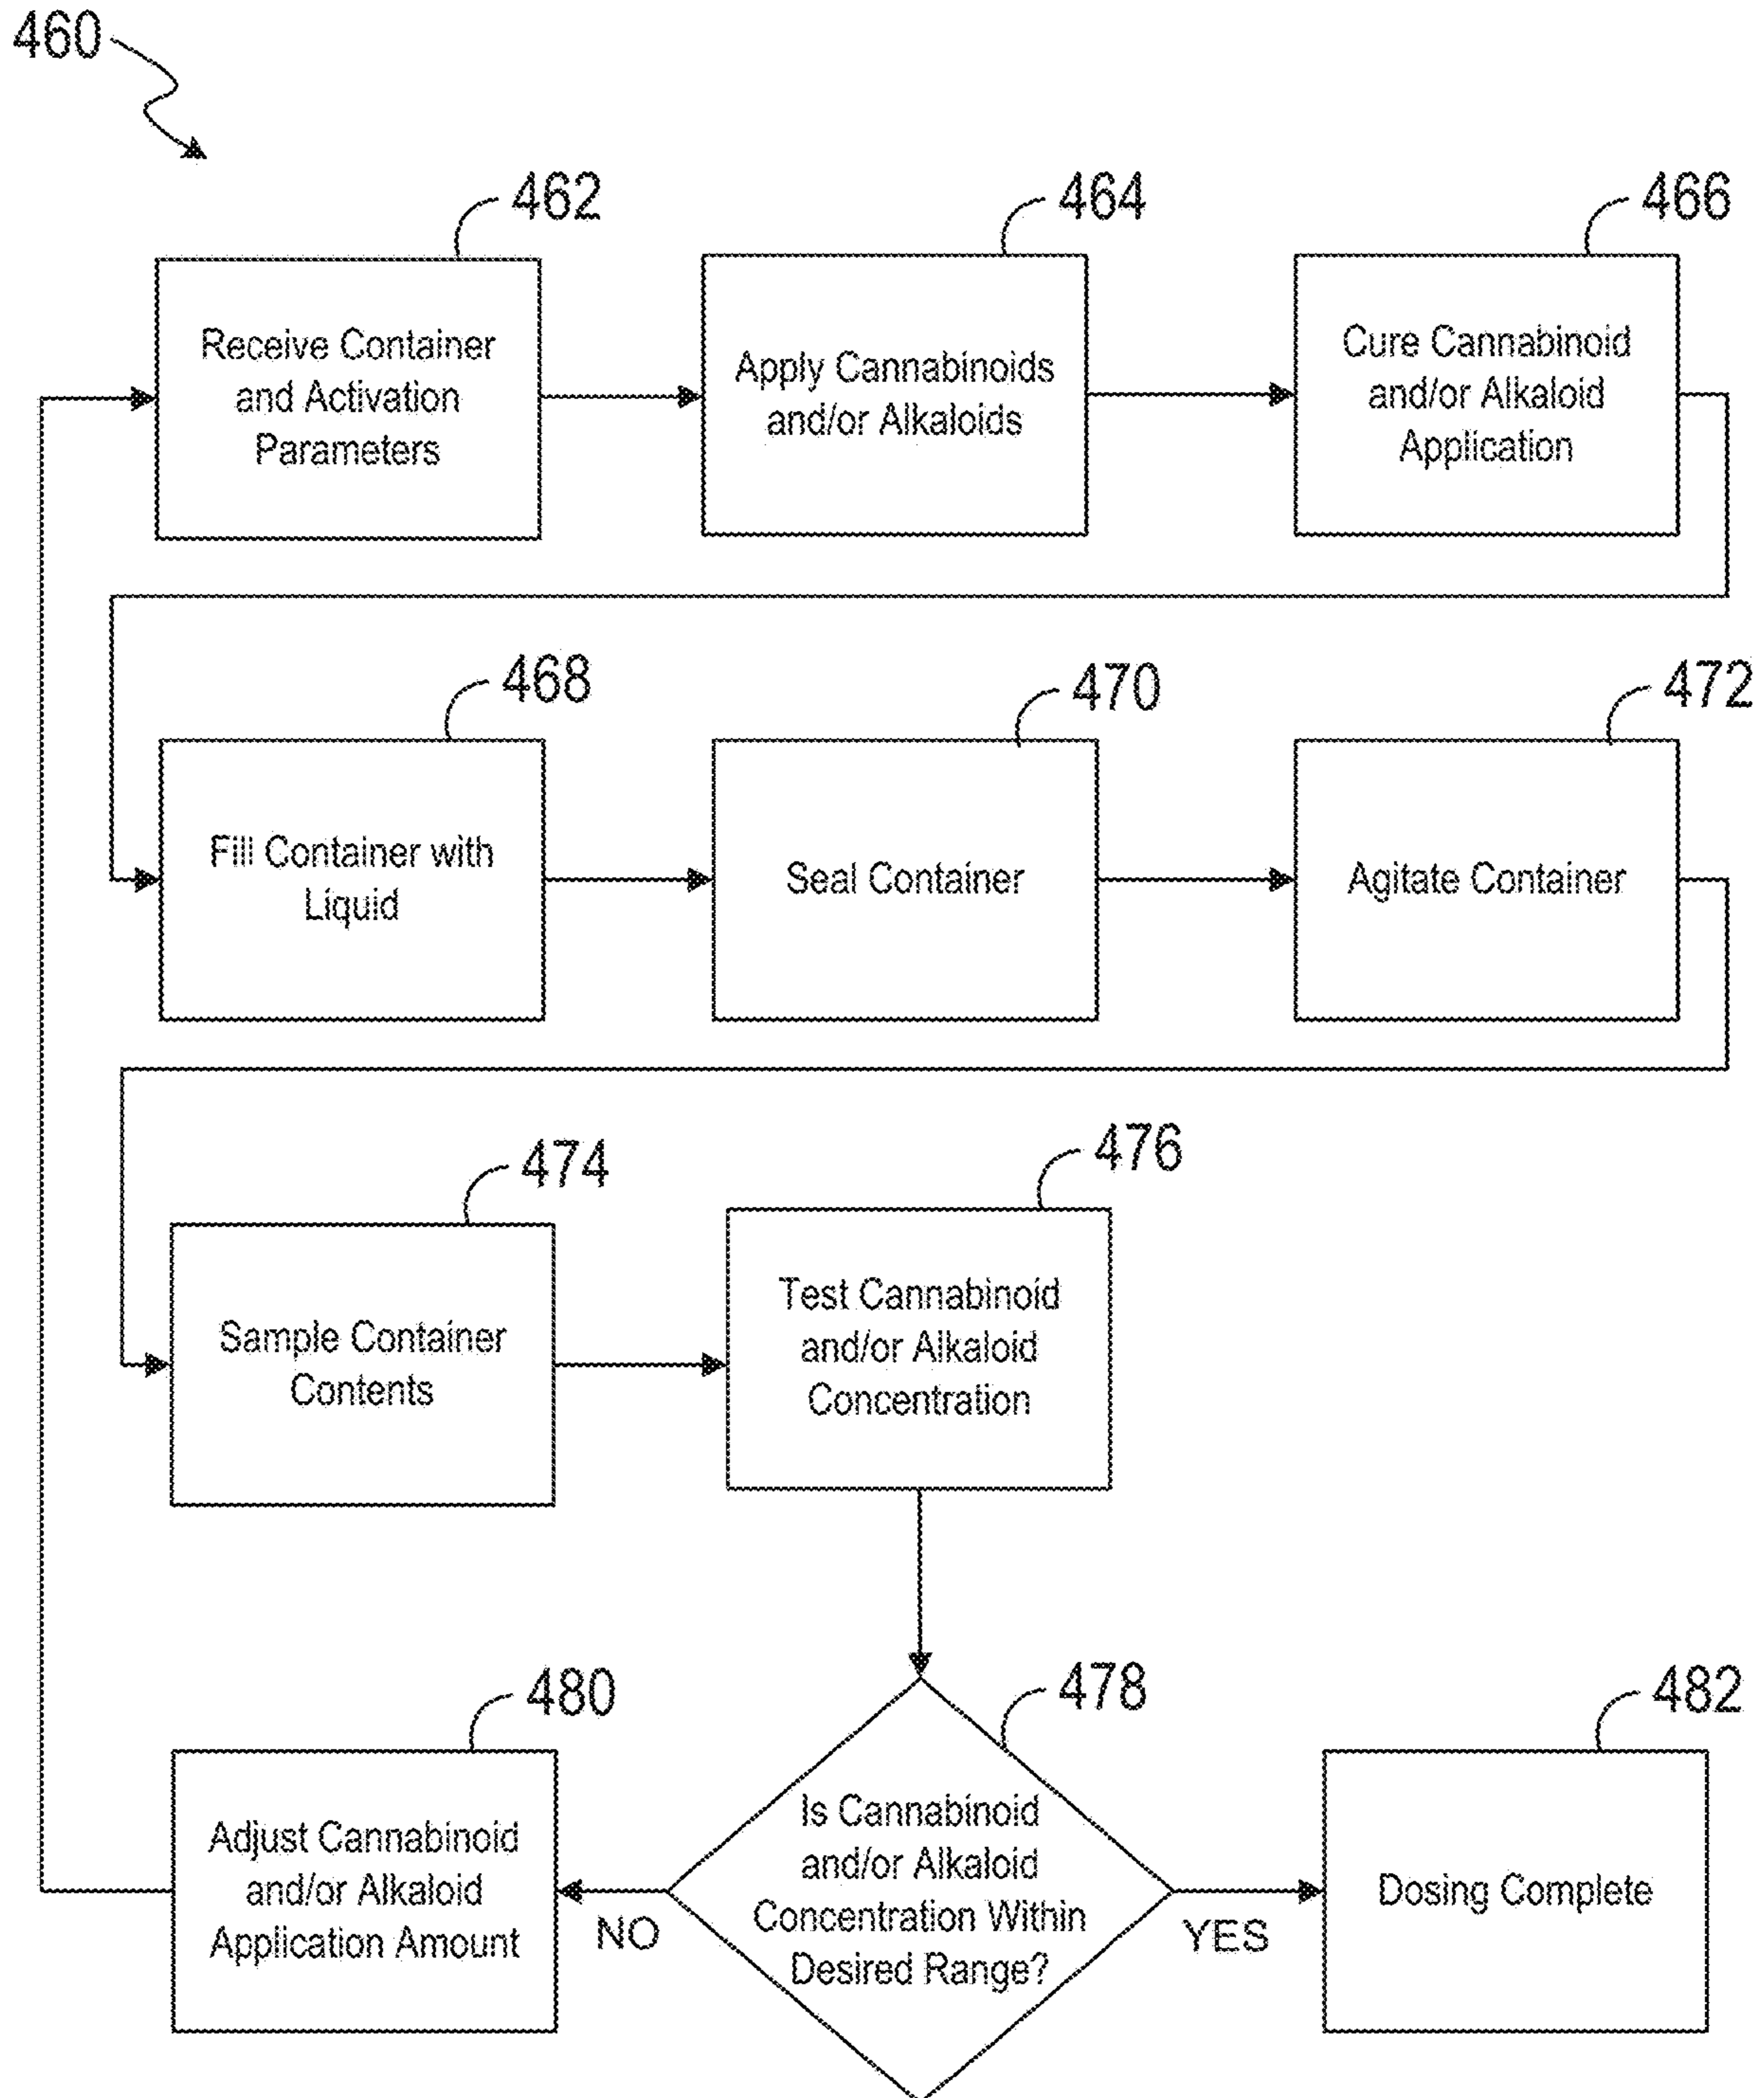 460
462
464
466
Receive Container
and Activation
Parameters
Apply Cannabinoids
and/or Alkaloids
Cure Cannabinoid
and/or Alkaloid
Application
468
470
472
Fill Container with
Liquid
Seal Container
Agitate Container
474
476
Sample Container
Contents
Test Cannabinoid
and/or Alkaloid
Concentration
480
478
482
Adjust Cannabinoid
and/or Alkaloid
Application Amount
NO
Is Cannabinoid
and/or Alkaloid
Concentration Within
Desired Range?
YES
Dosing Complete